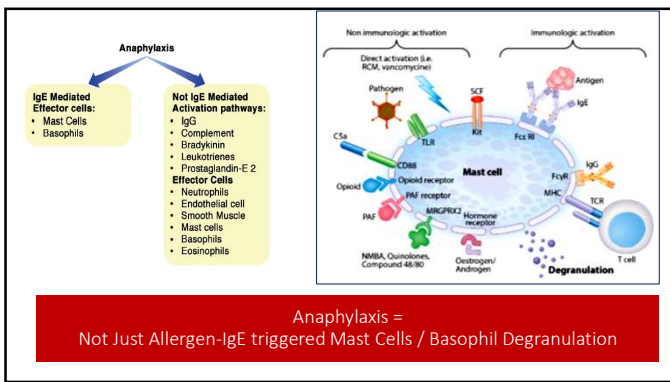 Anaphylaxis
IgE Mediated
Effector cells:
• Mast Cells
• Basophils
Not IgE Mediated
Activation pathways:
• IgG
• Complement
• Bradykinin
• Leukotrienes
• Prostaglandin-E 2
Effector Cells
• Neutrophils
• Endothelial cell
• Smooth Muscle
• Mast cells
• Basophils
• Eosinophils
Non immunologic activation
Immunologic activation
Direct activation (i.e.
RCM, vancomycine)
Pathogen
SCF
Antigen
IgE
TLR
Kit
Fcε RI
C5a
CD88
Mast cell
IgG
FcγR
Opioid
Opioid receptor
MHC
TCR
PAF receptor
PAF
MRGPRX2
Hormone
receptor
NMBA, Quinolones,
Compound 48/80
Oestrogen/
Androgen
Degranulation
T cell
Anaphylaxis =
Not Just Allergen-IgE triggered Mast Cells / Basophil Degranulation